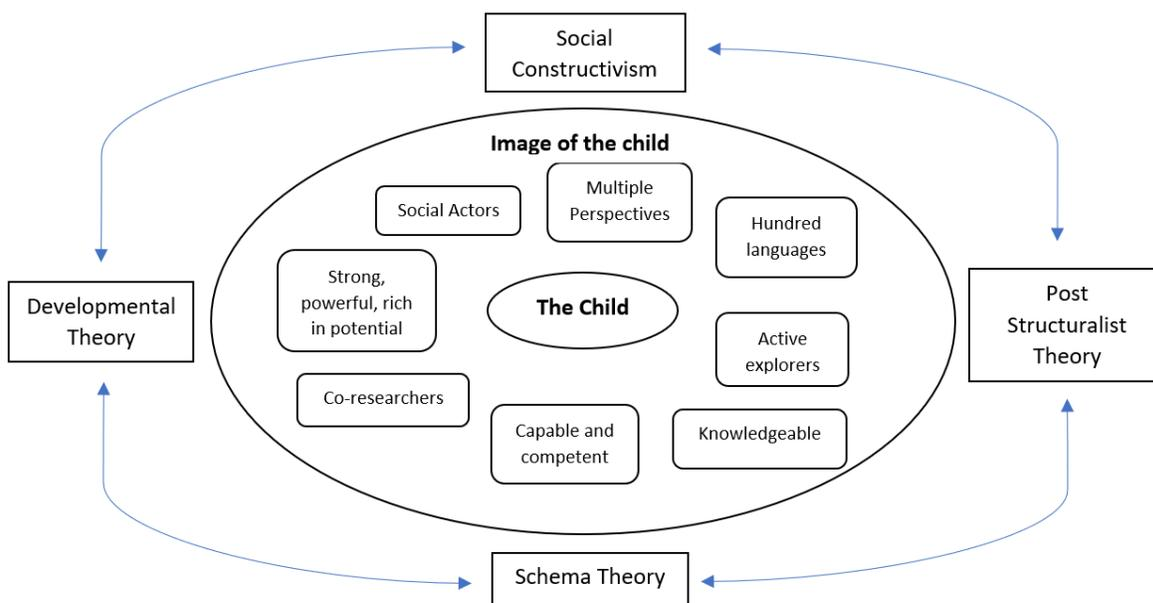 Social
Constructivism
Image of the child
Multiple
Perspectives
Social Actors
Hundred
languages
Strong,
powerful, rich
in potential
The Child
Developmental
Theory
Post
Structuralist
Theory
Active
explorers
Co-researchers
Capable and
competent
Knowledgeable
Schema Theory